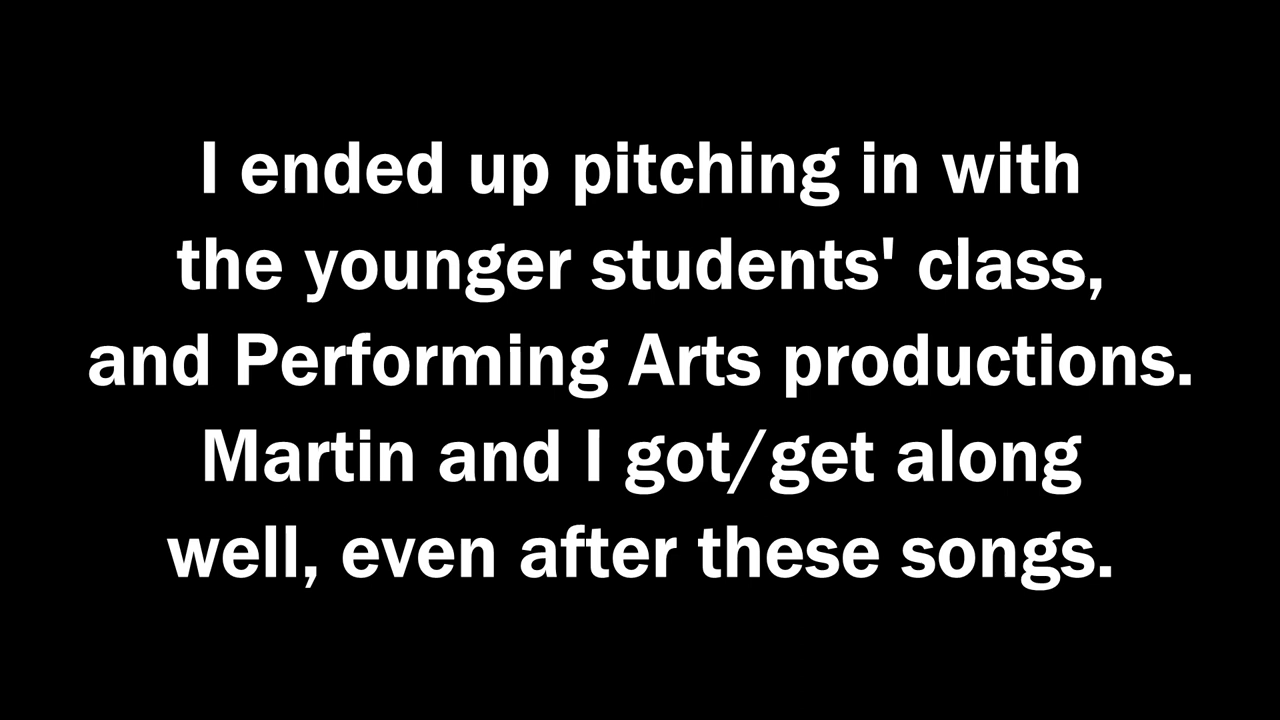 I ended up pitching in with
the younger students' class,
and Performing Arts productions.
Martin and I got/get along
well, even after these songs.